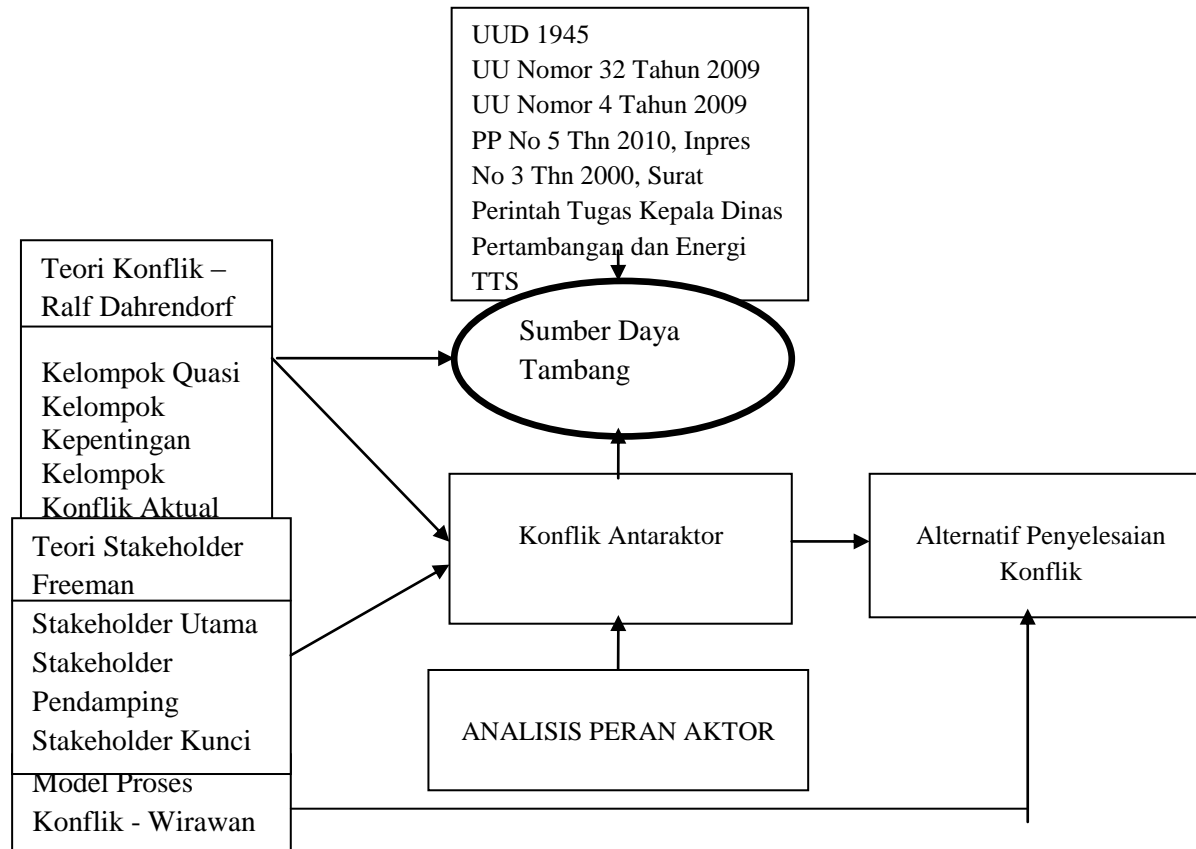 UUD 1945
UU Nomor 32 Tahun 2009
UU Nomor 4 Tahun 2009
PP No 5 Thn 2010, Inpres
No 3 Thn 2000, Surat
Perintah Tugas Kepala Dinas
Pertambangan dan Energi
TTS
Teori Konflik –
Ralf Dahrendorf
Kelompok Quasi
Kelompok
Kepentingan
Kelompok
Konflik Aktual
Sumber Daya
Tambang
Teori Stakeholder
Freeman
Stakeholder Utama
Stakeholder
Pendamping
Stakeholder Kunci
Model Proses
Konflik - Wirawan
Konflik Antaraktor
Alternatif Penyelesaian
Konflik
ANALISIS PERAN AKTOR